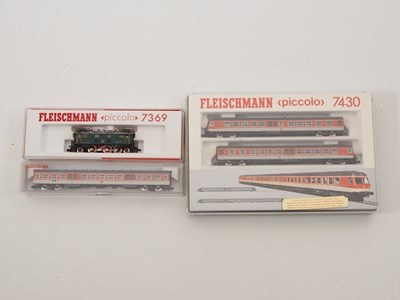 FLEISCHMANN «piccolo» 7369
FLEISCHMANN «piccolo» 7430